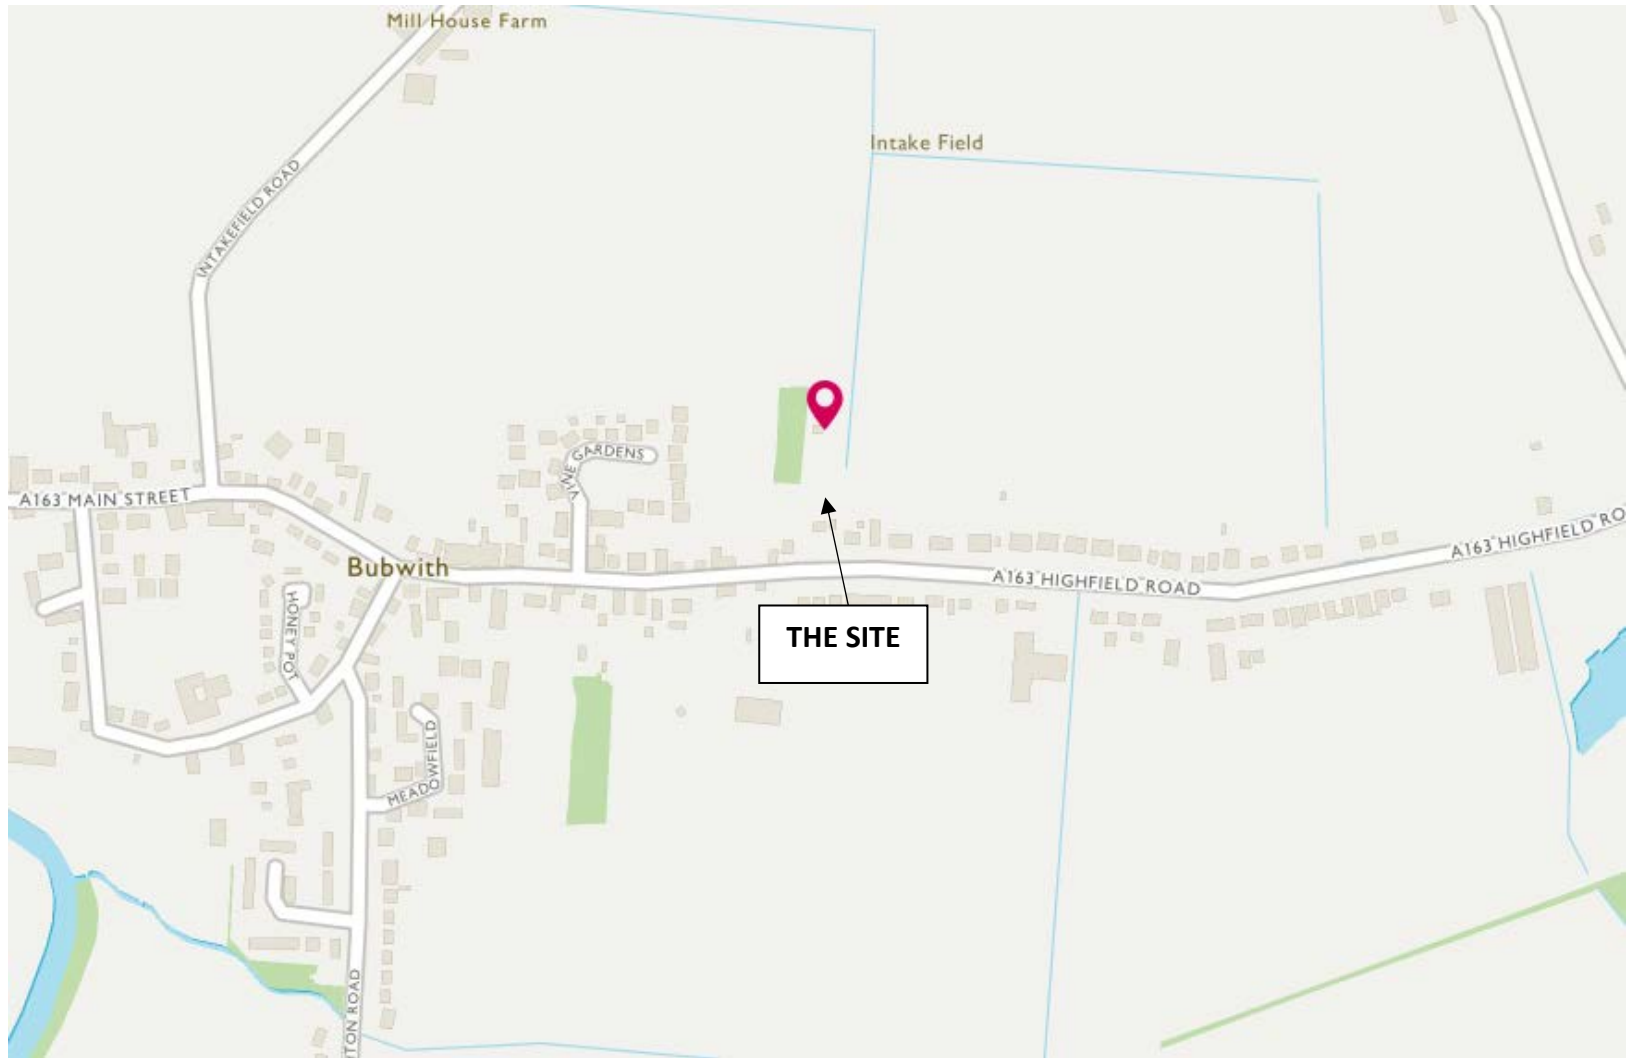 Mill House Farm
Intake Field
INTAKEFIELD ROAD
VINE GARDENS
A163 MAIN STREET
A163 HIGHFIELD RO
Bubwith
A163 HIGHFIELD ROAD
HONEY POT
THE SITE
MEADOWFIELD
TON ROAD